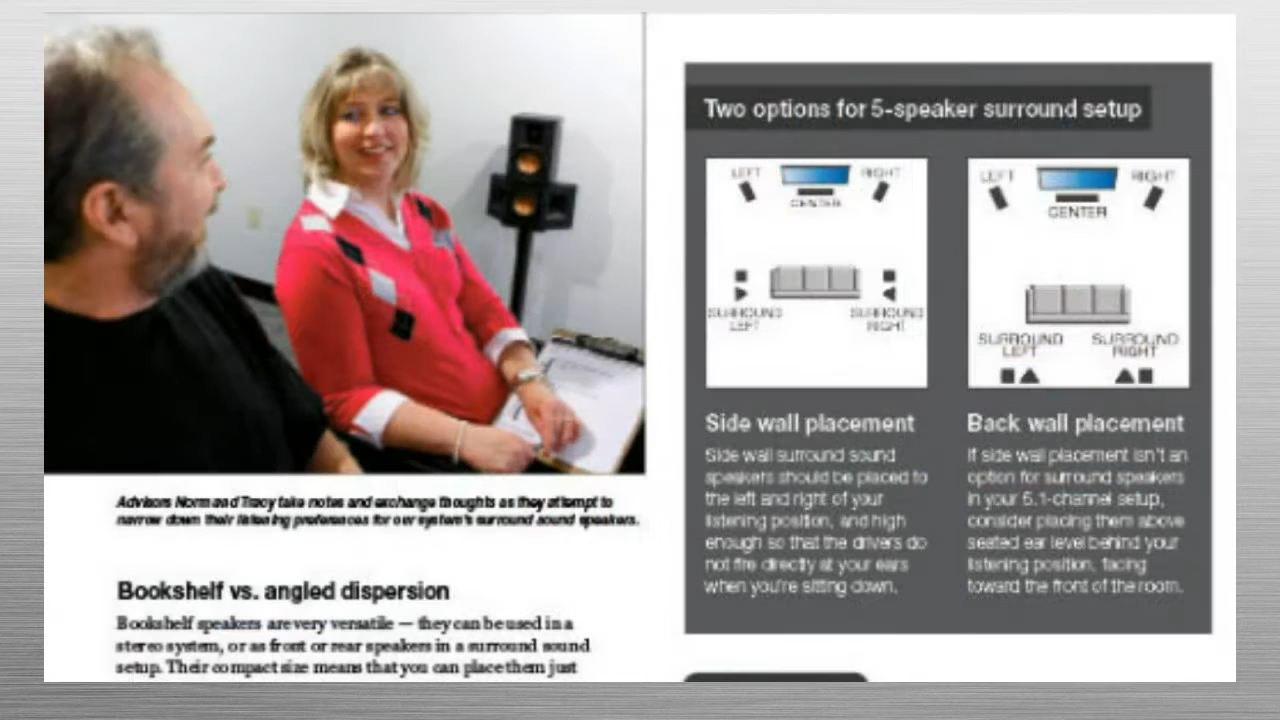 Advisors Norm and Tracy take notes and exchange thoughts as they attempt to
narrow down their listening preferences for our system's surround sound speakers.
Bookshelf vs. angled dispersion
Bookshelf speakers are very versatile — they can be used in a
stereo system, or as front or rear speakers in a surround sound
setup. Their compact size means that you can place them just
Two options for 5-speaker surround setup
LEFT
RIGHT
CENTER
SURROUND
LEFT
SURROUND
RIGHT
LEFT
RIGHT
CENTER
SURROUND
LEFT
SURROUND
RIGHT
Side wall placement
Side wall surround sound
speakers should be placed to
the left and right of your
listening position, and high
enough so that the drivers do
not fire directly at your ears
when you're sitting down.
Back wall placement
If side wall placement isn't an
option for surround speakers
in your 5.1-channel setup,
consider placing them above
seated ear level behind your
listening position, facing
toward the front of the room.